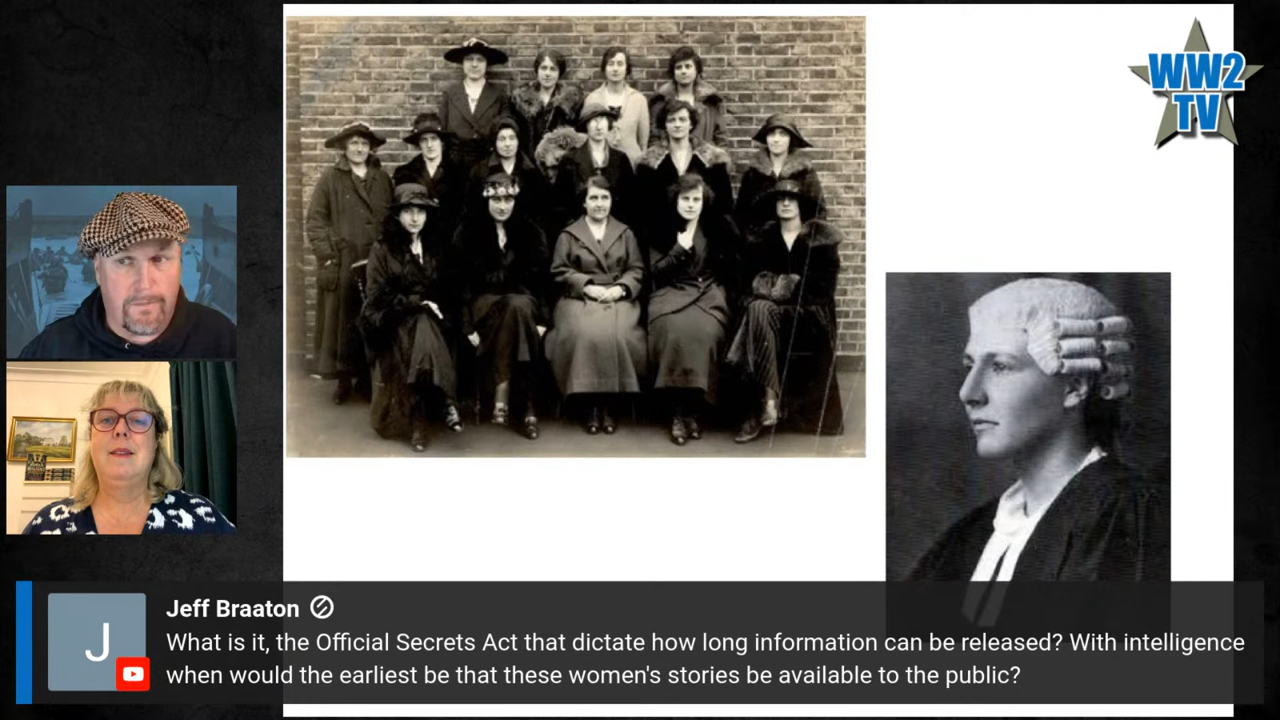 WW2
TV
Jeff Braaton
J
What is it, the Official Secrets Act that dictate how long information can be released? With intelligence
when would the earliest be that these women's stories be available to the public?